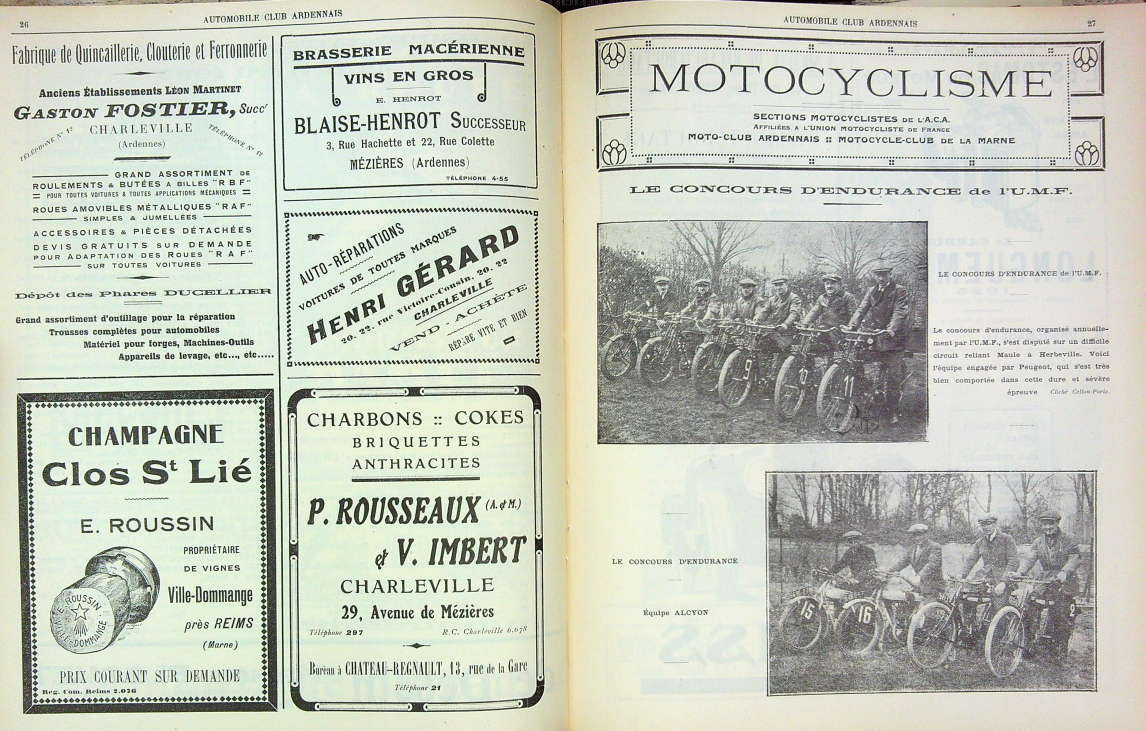 26
AUTOMOBILE CLUB ARDENNAIS
Fabrique de Quincaillerie, Clouterie et Ferronnerie
Anciens Établissements LÉON MARTINET
GASTON FOSTIER, Succr
TÉLÉPHONE N° 12
CHARLEVILLE
TÉLÉPHONE N° 12
(Ardennes)
GRAND ASSORTIMENT DE
ROULEMENTS & BUTÉES A BILLES "RBF"
POUR TOUTES VOITURES & TOUTES APPLICATIONS MÉCANIQUES
ROUES AMOVIBLES MÉTALLIQUES "RAF"
SIMPLES & JUMELLÉES
ACCESSOIRES & PIÈCES DÉTACHÉES
DEVIS GRATUITS SUR DEMANDE
POUR ADAPTATION DES ROUES "RAF"
SUR TOUTES VOITURES
Dépôt des Phares DUCELLIER
Grand assortiment d'outillage pour la réparation
Trousses complètes pour automobiles
Matériel pour forges, Machines-Outils
Appareils de levage, etc..., etc.....
CHAMPAGNE
Clos St Lié
E. ROUSSIN
PROPRIÉTAIRE
DE VIGNES
Ville-Dommange
près REIMS
(Marne)
E. ROUSSIN
VILLE-DOMMANGE
PRIX COURANT SUR DEMANDE
Reg. Com. Reims 2.076
BRASSERIE MACÉRIENNE
VINS EN GROS
E. HENROT
BLAISE-HENROT SUCCESSEUR
3, Rue Hachette et 22, Rue Colette
MÉZIÈRES (Ardennes)
TÉLÉPHONE 4-55
AUTO-RÉPARATIONS
VOITURES DE TOUTES MARQUES
HENRI GÉRARD
20, 22, rue Victoire-Cousin, 20, 22
CHARLEVILLE
VEND - ACHÈTE
RÉPARE VITE ET BIEN
CHARBONS :: COKES
BRIQUETTES
ANTHRACITES
P. ROUSSEAUX (A. & M.)
& V. IMBERT
CHARLEVILLE
29, Avenue de Mézières
Téléphone 297
R.C. Charleville 6.678
Bureau à CHATEAU-REGNAULT, 13, rue de la Gare
Téléphone 21
AUTOMOBILE CLUB ARDENNAIS
27
MOTOCYCLISME
SECTIONS MOTOCYCLISTES DE L'A.C.A.
AFFILIÉES A L'UNION MOTOCYCLISTE DE FRANCE
MOTO-CLUB ARDENNAIS :: MOTOCYCLE-CLUB DE LA MARNE
LE CONCOURS D'ENDURANCE de l'U.M.F.
9
11
LE CONCOURS D'ENDURANCE de l'U.M.F.
Le concours d'endurance, organisé annuelle-
ment par l'U.M.F., s'est disputé sur un difficile
circuit reliant Maule à Herbeville. Voici
l'équipe engagée par Peugeot, qui s'est très
bien comportée dans cette dure et sévère
épreuve Cliché Collon-Paris.
LE CONCOURS D'ENDURANCE
Équipe ALCYON
15
16